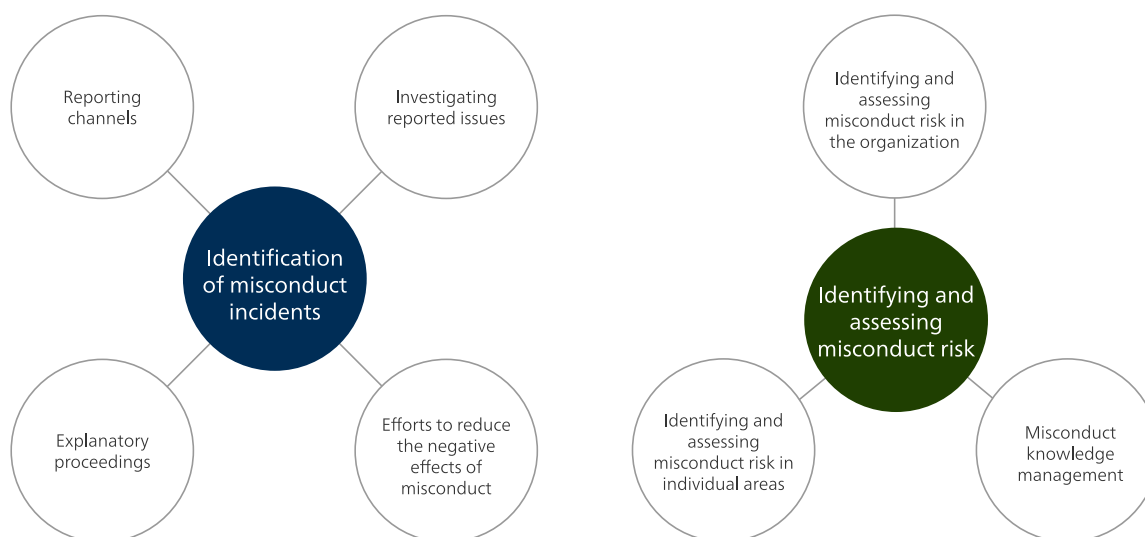 Reporting
channels
Investigating
reported issues
Identification
of misconduct
incidents
Explanatory
proceedings
Efforts to reduce
the negative
effects of
misconduct
Identifying and
assessing
misconduct risk in
the organization
Identifying and
assessing
misconduct risk
Identifying and
assessing
misconduct risk in
individual areas
Misconduct
knowledge
management